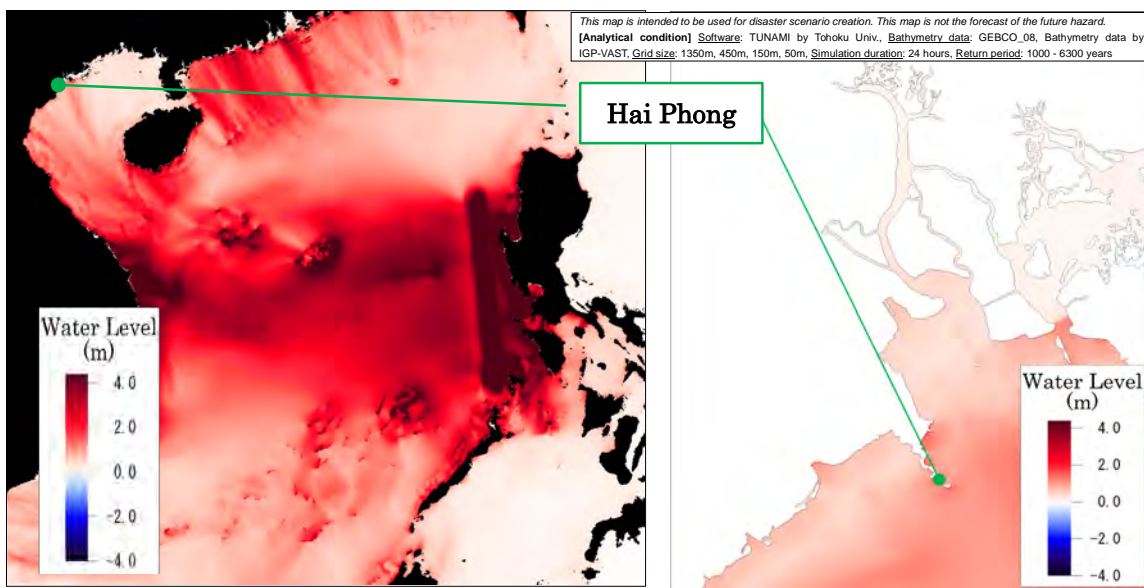 This map is intended to be used for disaster scenario creation. This map is not the forecast of the future hazard.
[Analytical condition] Software: TUNAMI by Tohoku Univ., Bathymetry data: GEBCO_08, Bathymetry data by
IGP-VAST, Grid size: 1350m, 450m, 150m, 50m, Simulation duration: 24 hours, Return period: 1000 - 6300 years
Hai Phong
Water Level
(m)
4.0
2.0
0.0
-2.0
-4.0
Water Level
(m)
4.0
2.0
0.0
-2.0
-4.0